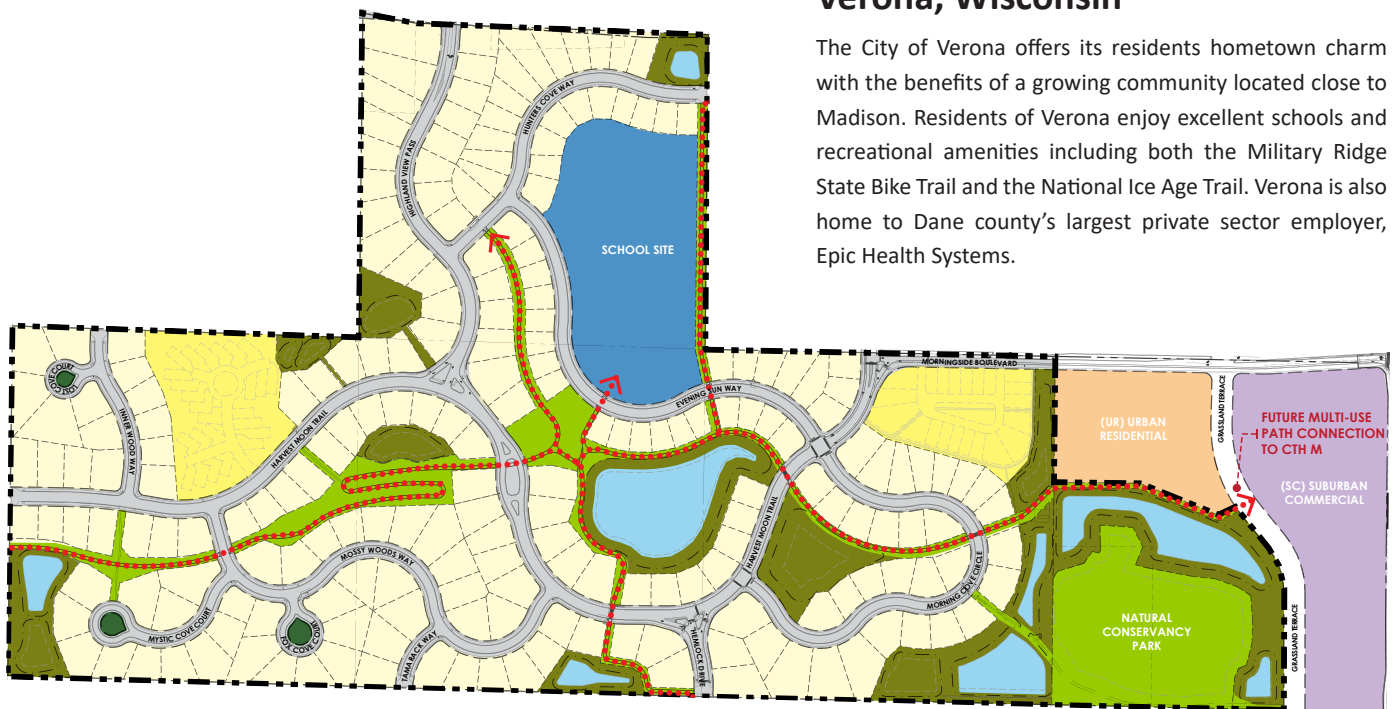 Verona, Wisconsin
The City of Verona offers its residents hometown charm
with the benefits of a growing community located close to
Madison. Residents of Verona enjoy excellent schools and
recreational amenities including both the Military Ridge
State Bike Trail and the National Ice Age Trail. Verona is also
home to Dane county’s largest private sector employer,
Epic Health Systems.
HIGHLAND VIEW PASS
HUNTERS COVE WAY
SCHOOL SITE
MORNINGSIDE BOULEVARD
COVE COURT
INNER WOOD WAY
HARVEST MOON TRAIL
EVENING SUN WAY
(UR) URBAN
RESIDENTIAL
GRASSLAND TERRACE
FUTURE MULTI-USE
PATH CONNECTION
TO CTH M
(SC) SUBURBAN
COMMERCIAL
HARVEST MOON TRAIL
MOSSY WOODS WAY
MORNING COVE CIRCLE
MYSTIC COVE COURT
FOX COVE COURT
TAMARACK WAY
HEMLOCK DRIVE
NATURAL
CONSERVANCY
PARK
GRASSLAND TERRACE